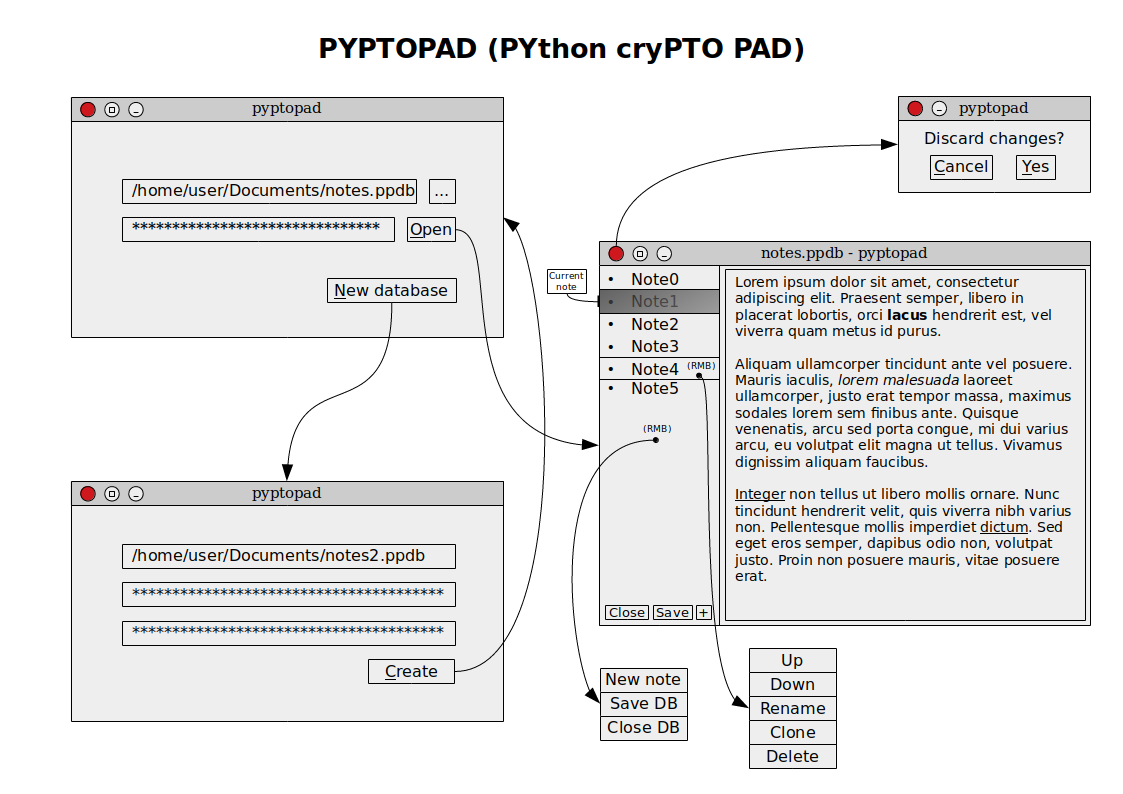 PYPTOPAD (PYthon cryPTO PAD)
pyptopad
/home/user/Documents/notes.ppdb
...
*******************************
Open
New database
pyptopad
Discard changes?
Cancel
Yes
notes.ppdb - pyptopad
Current
note
• Note0
• Note1
• Note2
• Note3
• Note4 (RMB)
• Note5
(RMB)
Close
Save
+
Lorem ipsum dolor sit amet, consectetur
adipiscing elit. Praesent semper, libero in
placerat lobortis, orci lacus hendrerit est, vel
viverra quam metus id purus.
Aliquam ullamcorper tincidunt ante vel posuere.
Mauris iaculis, lorem malesuada laoreet
ullamcorper, justo erat tempor massa, maximus
sodales lorem sem finibus ante. Quisque
venenatis, arcu sed porta congue, mi dui varius
arcu, eu volutpat elit magna ut tellus. Vivamus
dignissim aliquam faucibus.
Integer non tellus ut libero mollis ornare. Nunc
tincidunt hendrerit velit, quis viverra nibh varius
non. Pellentesque mollis imperdiet dictum. Sed
eget eros semper, dapibus odio non, volutpat
justo. Proin non posuere mauris, vitae posuere
erat.
pyptopad
/home/user/Documents/notes2.ppdb
***************************************
***************************************
Create
New note
Save DB
Close DB
Up
Down
Rename
Clone
Delete